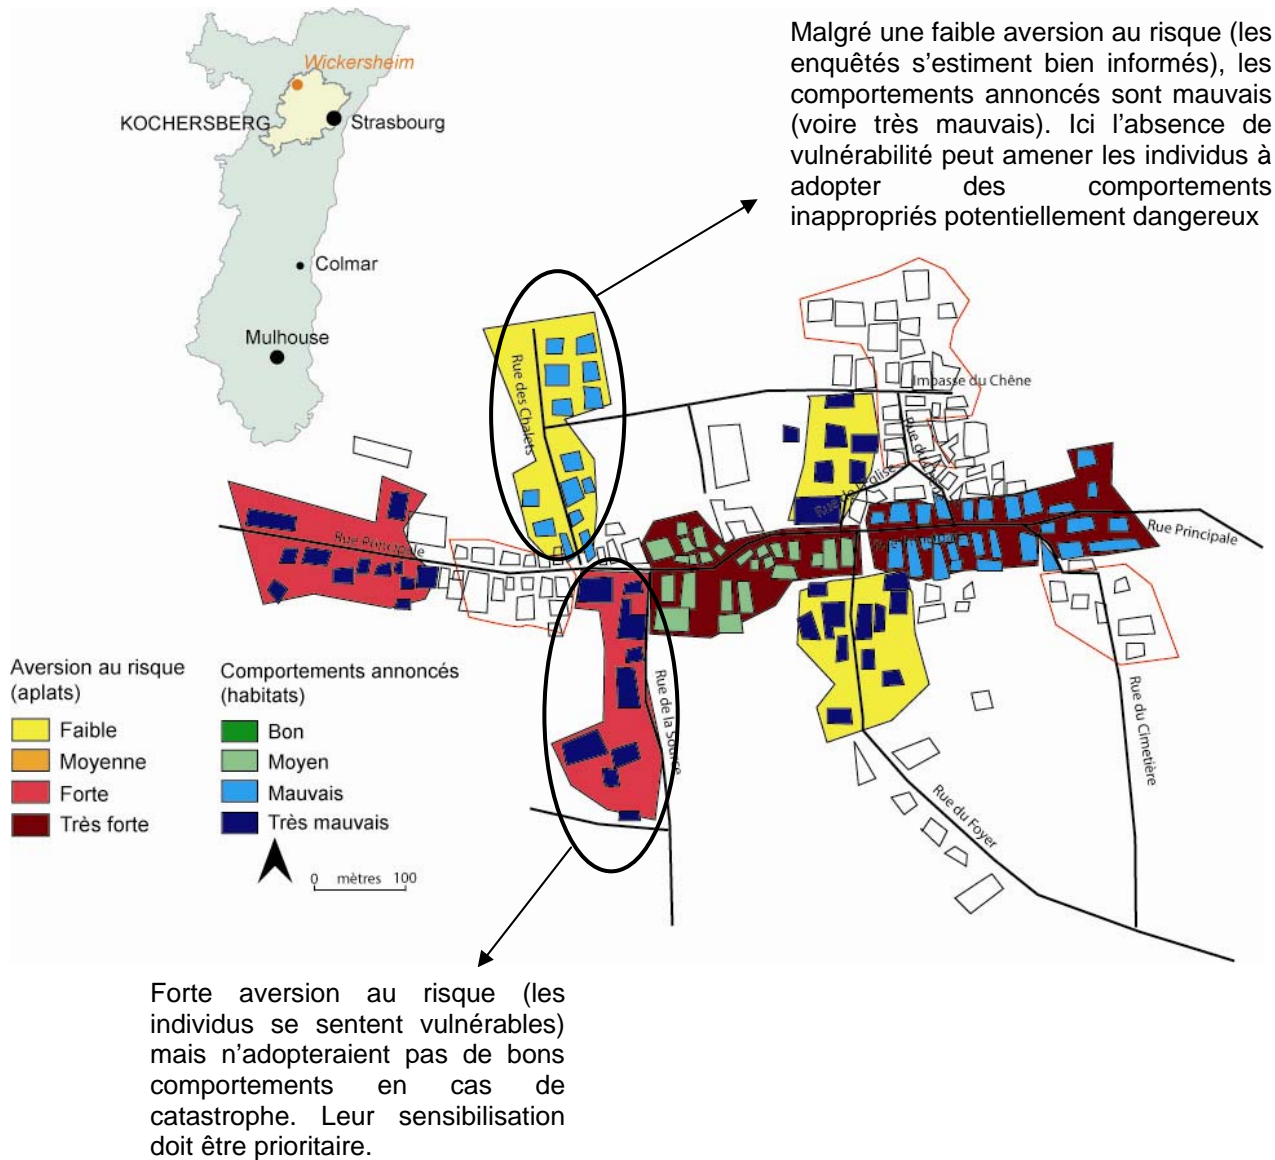 Malgré une faible aversion au risque (les
enquêtés s'estiment bien informés), les
comportements annoncés sont mauvais
(voire très mauvais). Ici l'absence de
vulnérabilité peut amener les individus à
adopter des comportements
inappropriés potentiellement dangereux
Wickersheim
KOCHERSBERG
Strasbourg
Colmar
Mulhouse
Rue des Chalets
Impasse du Chêne
Rue Principale
Rue Principale
Rue de la Source
Rue du Cimetière
Rue du Foyer
Aversion au risque
(aplats)
Faible
Moyenne
Forte
Très forte
Comportements annoncés
(habitats)
Bon
Moyen
Mauvais
Très mauvais
0 mètres 100
Forte aversion au risque (les
individus se sentent vulnérables)
mais n'adopteraient pas de bons
comportements en cas de
catastrophe. Leur sensibilisation
doit être prioritaire.